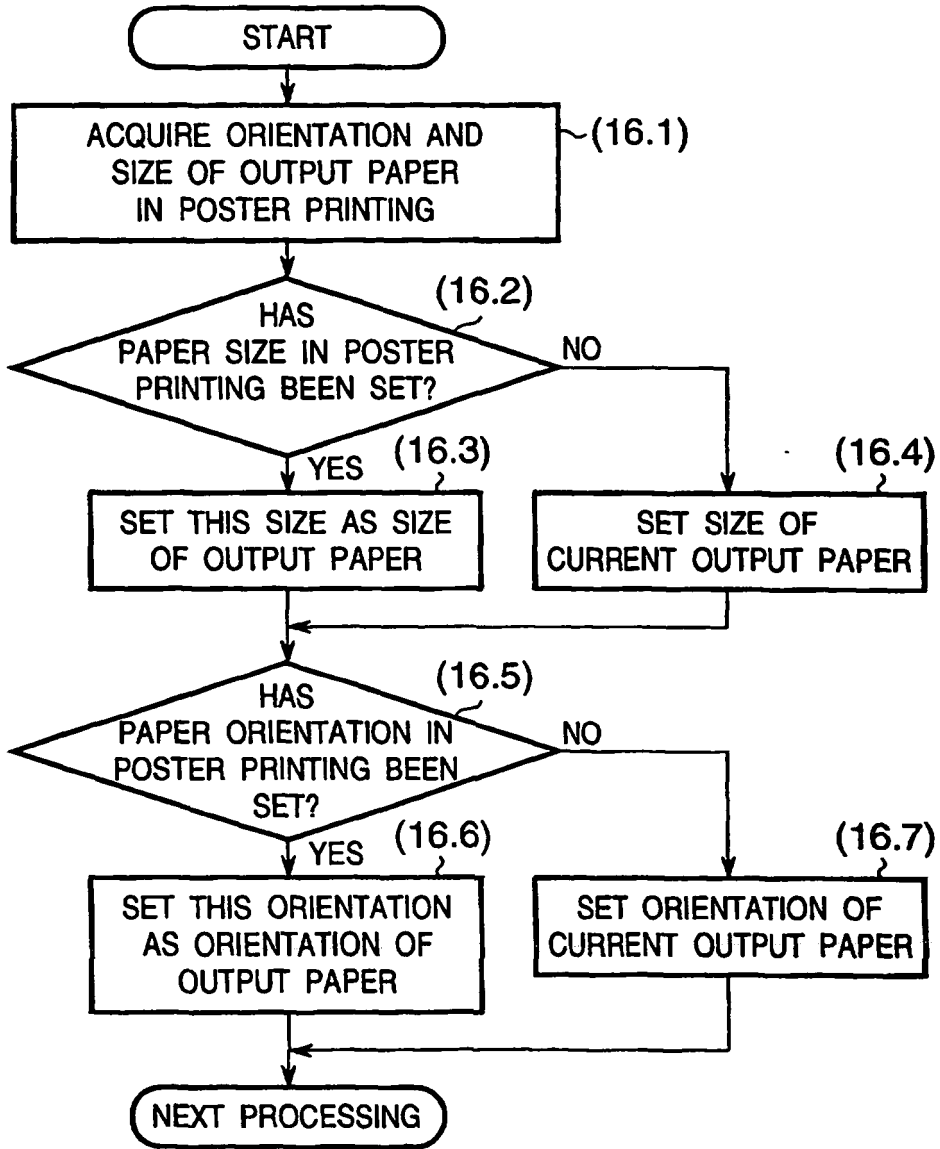 START
ACQUIRE ORIENTATION AND
SIZE OF OUTPUT PAPER
IN POSTER PRINTING
(16.1)
(16.2)
HAS
PAPER SIZE IN POSTER
PRINTING BEEN SET?
NO
YES
(16.3)
(16.4)
SET THIS SIZE AS SIZE
OF OUTPUT PAPER
SET SIZE OF
CURRENT OUTPUT PAPER
(16.5)
HAS
PAPER ORIENTATION IN
POSTER PRINTING BEEN
SET?
NO
YES
(16.6)
(16.7)
SET THIS ORIENTATION
AS ORIENTATION OF
OUTPUT PAPER
SET ORIENTATION OF
CURRENT OUTPUT PAPER
NEXT PROCESSING